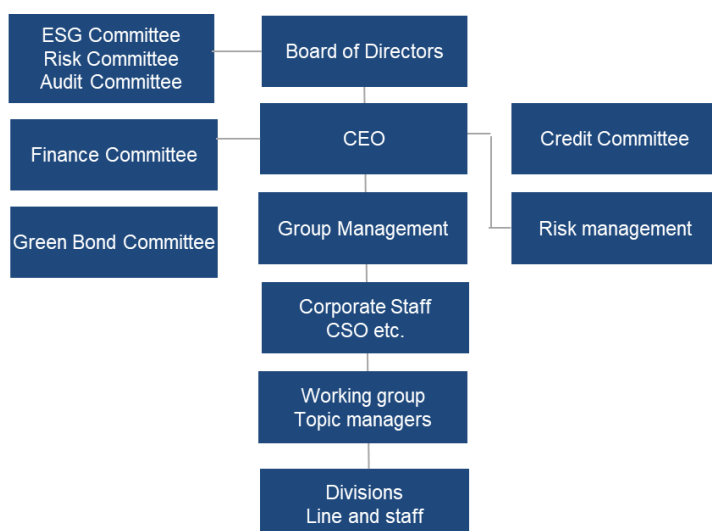 ESG Committee
Risk Committee
Audit Committee
Board of Directors
Finance Committee
CEO
Credit Committee
Green Bond Committee
Group Management
Risk management
Corporate Staff
CSO etc.
Working group
Topic managers
Divisions
Line and staff